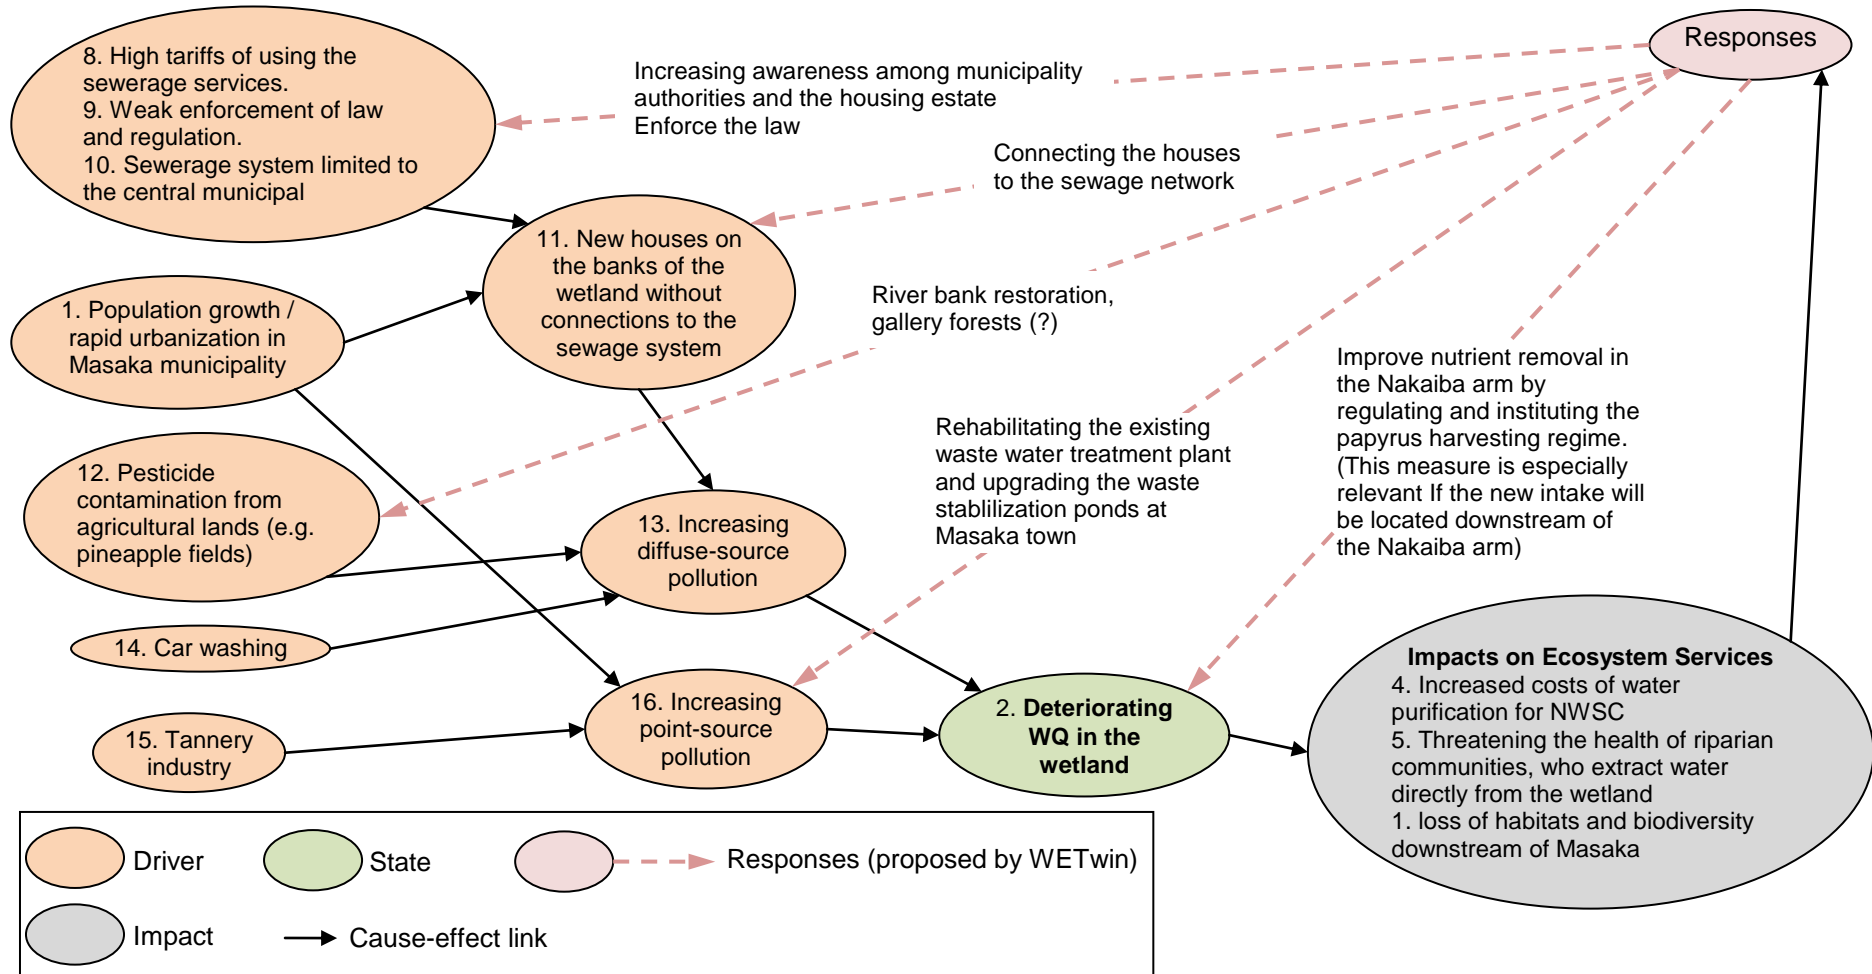 8. High tariffs of using the
sewerage services.
9. Weak enforcement of law
and regulation.
10. Sewerage system limited to
the central municipal
Increasing awareness among municipality
authorities and the housing estate
Enforce the law
Responses
Connecting the houses
to the sewage network
11. New houses on
the banks of the
wetland without
connections to the
sewage system
1. Population growth /
rapid urbanization in
Masaka municipality
River bank restoration,
gallery forests (?)
Improve nutrient removal in
the Nakaiba arm by
regulating and instituting the
papyrus harvesting regime.
(This measure is especially
relevant If the new intake will
be located downstream of
the Nakaiba arm)
Rehabilitating the existing
waste water treatment plant
and upgrading the waste
stablilization ponds at
Masaka town
12. Pesticide
contamination from
agricultural lands (e.g.
pineapple fields)
13. Increasing
diffuse-source
pollution
14. Car washing
15. Tannery
industry
16. Increasing
point-source
pollution
2. Deteriorating
WQ in the
wetland
Impacts on Ecosystem Services
4. Increased costs of water
purification for NWSC
5. Threatening the health of riparian
communities, who extract water
directly from the wetland
1. loss of habitats and biodiversity
downstream of Masaka
Driver
State
Responses (proposed by WETwin)
Impact
Cause-effect link